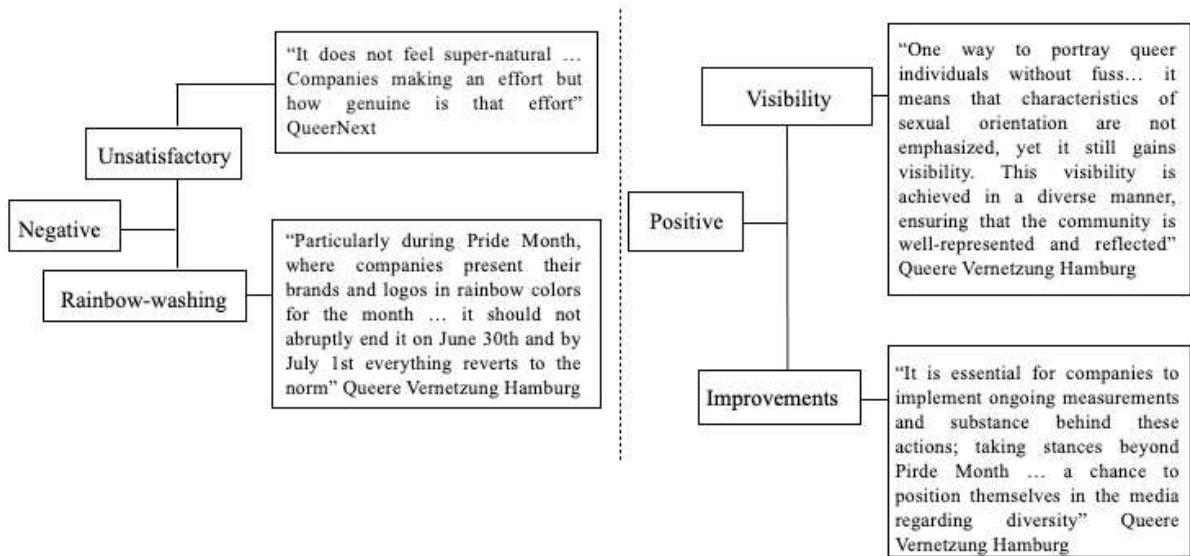 Negative
Unsatisfactory
“It does not feel super-natural …
Companies making an effort but
how genuine is that effort”
QueerNext
Rainbow-washing
“Particularly during Pride Month,
where companies present their
brands and logos in rainbow colors
for the month … it should not
abruptly end it on June 30th and by
July 1st everything reverts to the
norm” Queere Vernetzung Hamburg
Positive
Visibility
“One way to portray queer
individuals without fuss… it
means that characteristics of
sexual orientation are not
emphasized, yet it still gains
visibility. This visibility is
achieved in a diverse manner,
ensuring that the community is
well-represented and reflected”
Queere Vernetzung Hamburg
Improvements
“It is essential for companies to
implement ongoing measurements
and substance behind these
actions; taking stances beyond
Pirde Month … a chance to
position themselves in the media
regarding diversity” Queere
Vernetzung Hamburg